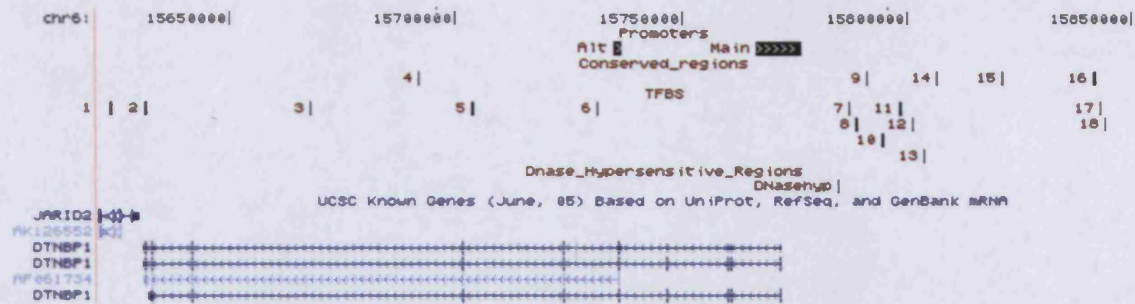 chr6: 15650000 15700000 15750000 15800000 15850000
Promoters
Alt Main
Conserved_regions
4 9 14 15 16
TFBS
1 2 3 5 6 7 11 17
8 12 18
10
13
Dnase_Hypersensitive_Regions
DNasehyp
UCSC Known Genes (June, 05) Based on UniProt, RefSeq, and GenBank mRNA
JARID2
AK126552
DTNBP1
DTNBP1
AF061734
DTNBP1